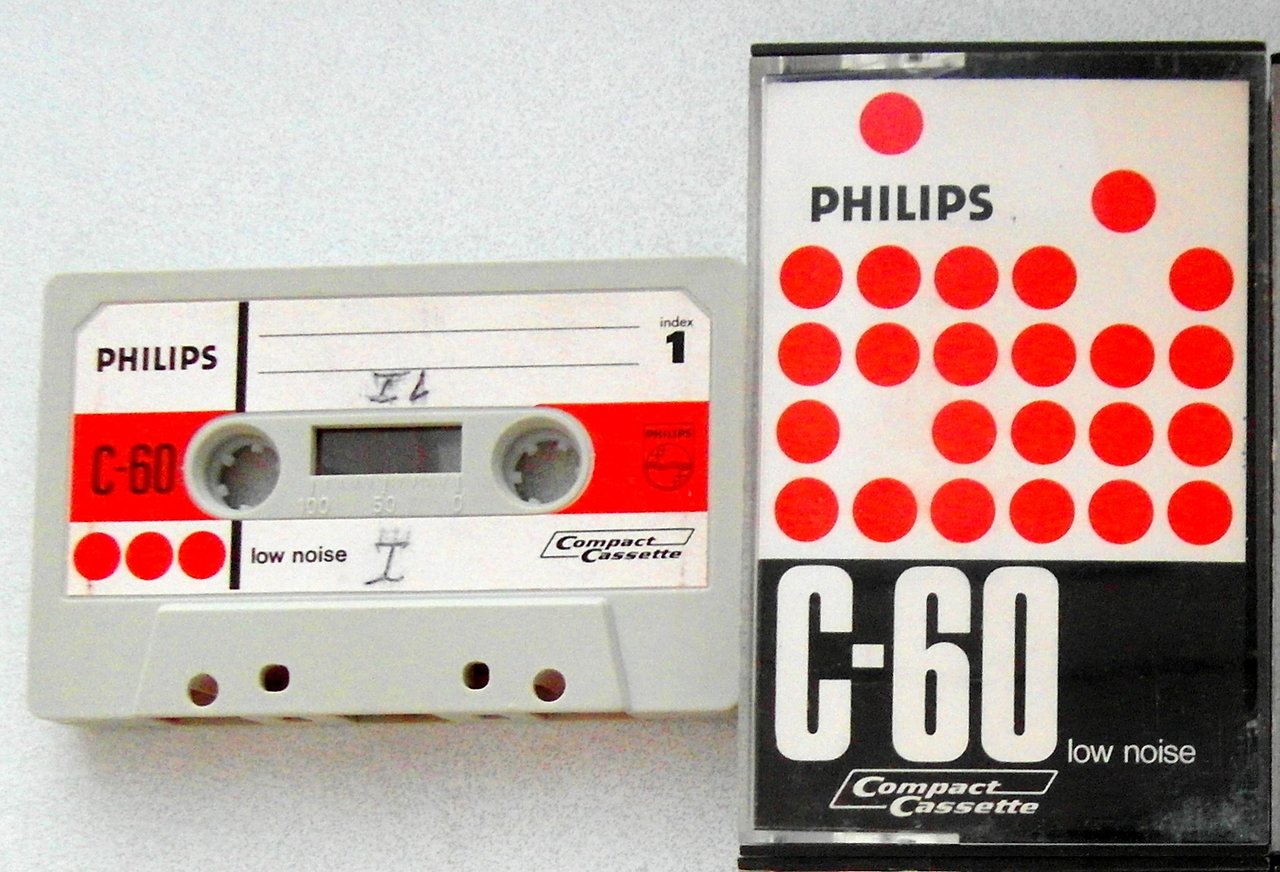 PHILIPS
index
1
C-60
PHILIPS
100 50 0
low noise
Compact
Cassette
PHILIPS
C-60
low noise
Compact
Cassette